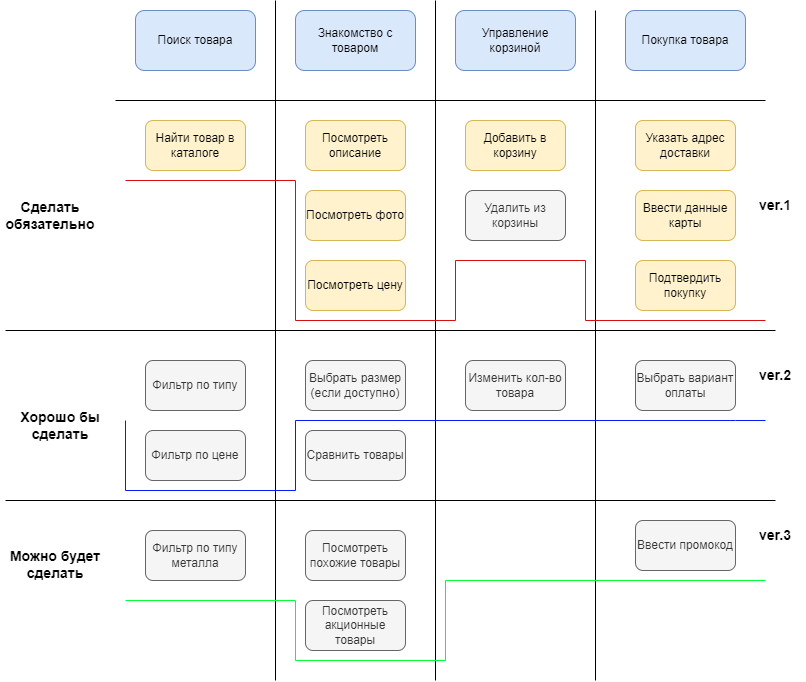 Поиск товара
Знакомство с
товаром
Управление
корзиной
Покупка товара
Сделать
обязательно
Найти товар в
каталоге
Посмотреть
описание
Посмотреть фото
Посмотреть цену
Добавить в
корзину
Удалить из
корзины
Указать адрес
доставки
Ввести данные
карты
Подтвердить
покупку
ver.1
Хорошо бы
сделать
Фильтр по типу
Фильтр по цене
Выбрать размер
(если доступно)
Сравнить товары
Изменить кол-во
товара
Выбрать вариант
оплаты
ver.2
Можно будет
сделать
Фильтр по типу
металла
Посмотреть
похожие товары
Посмотреть
акционные
товары
Ввести промокод
ver.3